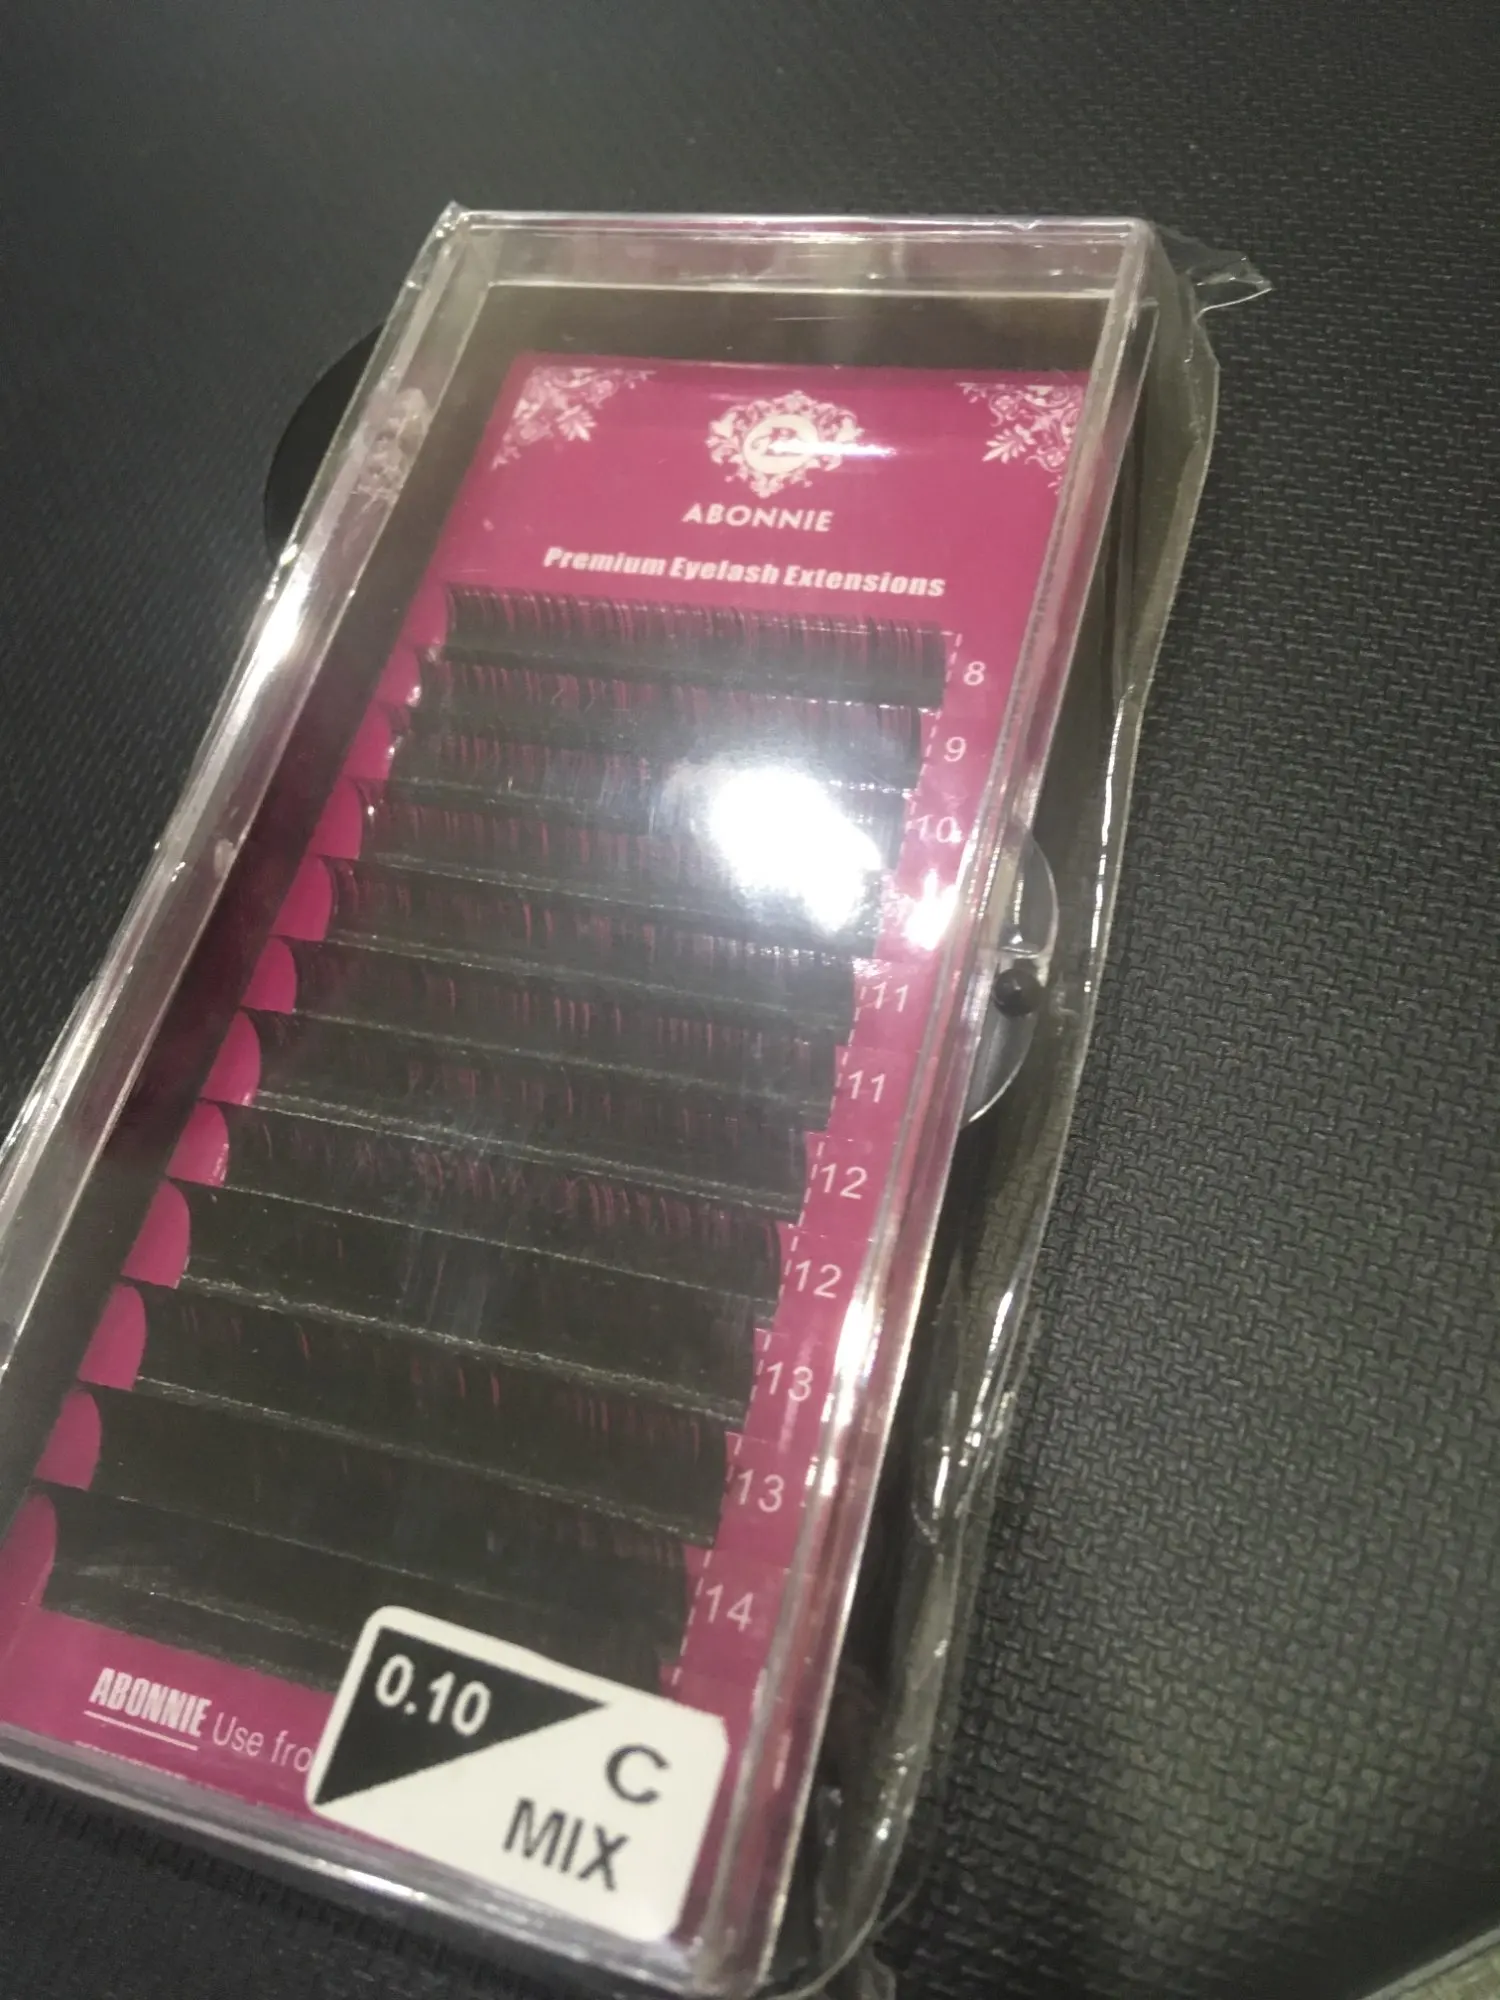 ABONNIE
Premium Eyelash Extensions
8
9
10
11
11
12
12
13
13
14
ABONNIE Use fro
0.10
C
MIX